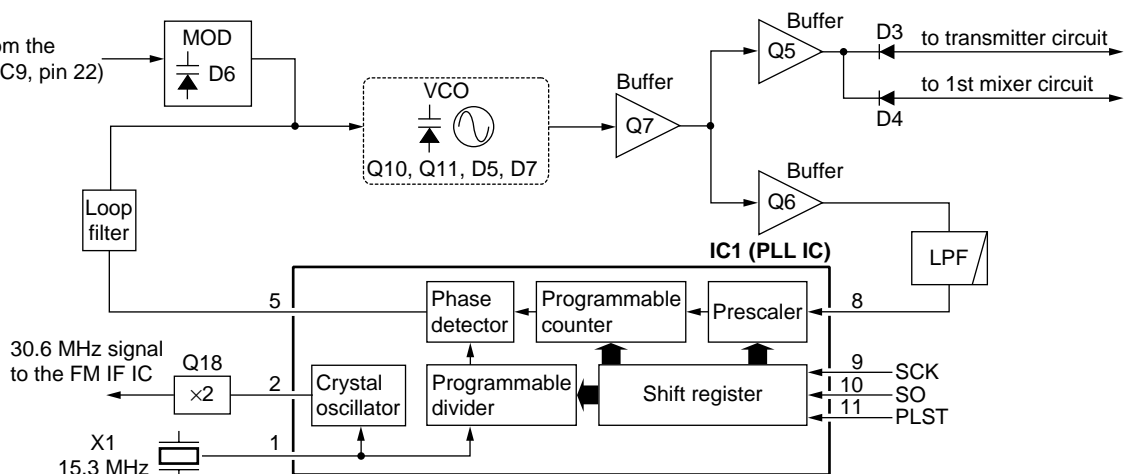 om the
C9, pin 22)
MOD
D6
VCO
Q10, Q11, D5, D7
Buffer
Q7
Buffer
Q5
D3
to transmitter circuit
to 1st mixer circuit
D4
Buffer
Q6
Loop
filter
IC1 (PLL IC)
LPF
5
Phase
detector
Programmable
counter
Prescaler
8
30.6 MHz signal
to the FM IF IC
Q18
×2
2
Crystal
oscillator
Programmable
divider
Shift register
9
SCK
10
SO
11
PLST
X1
15.3 MHz
1